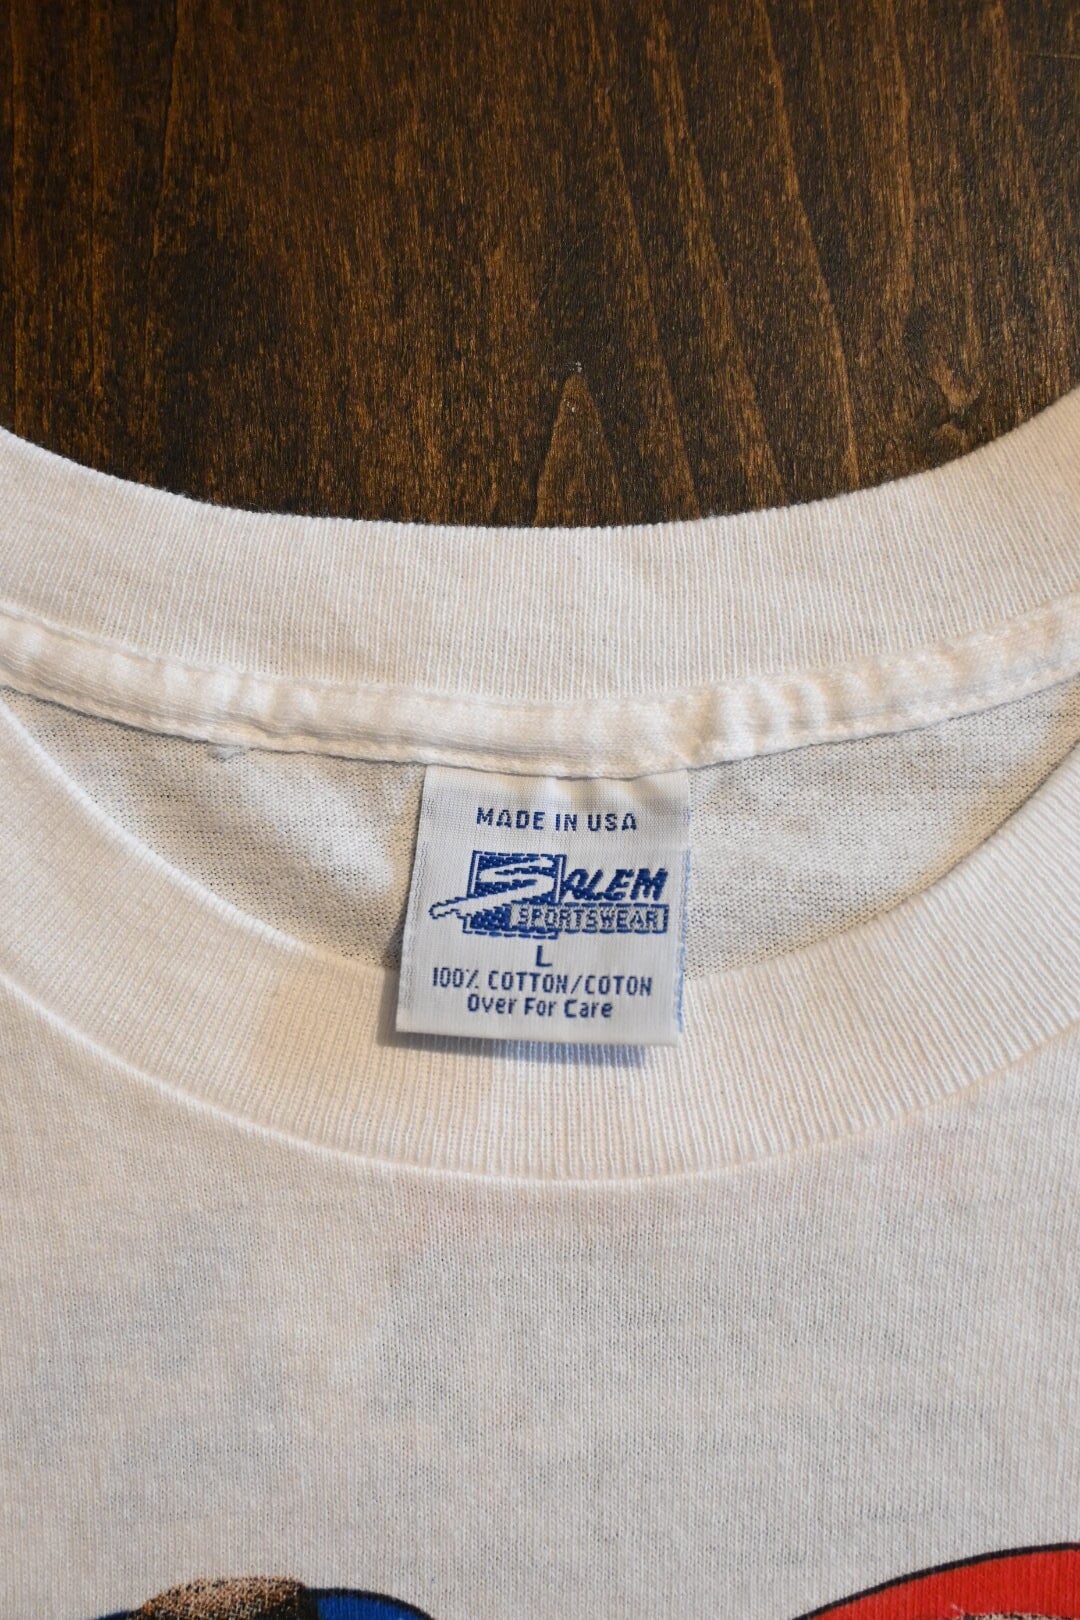 MADE IN USA
SALEM
SPORTSWEAR
L
100% COTTON/COTON
Over For Care